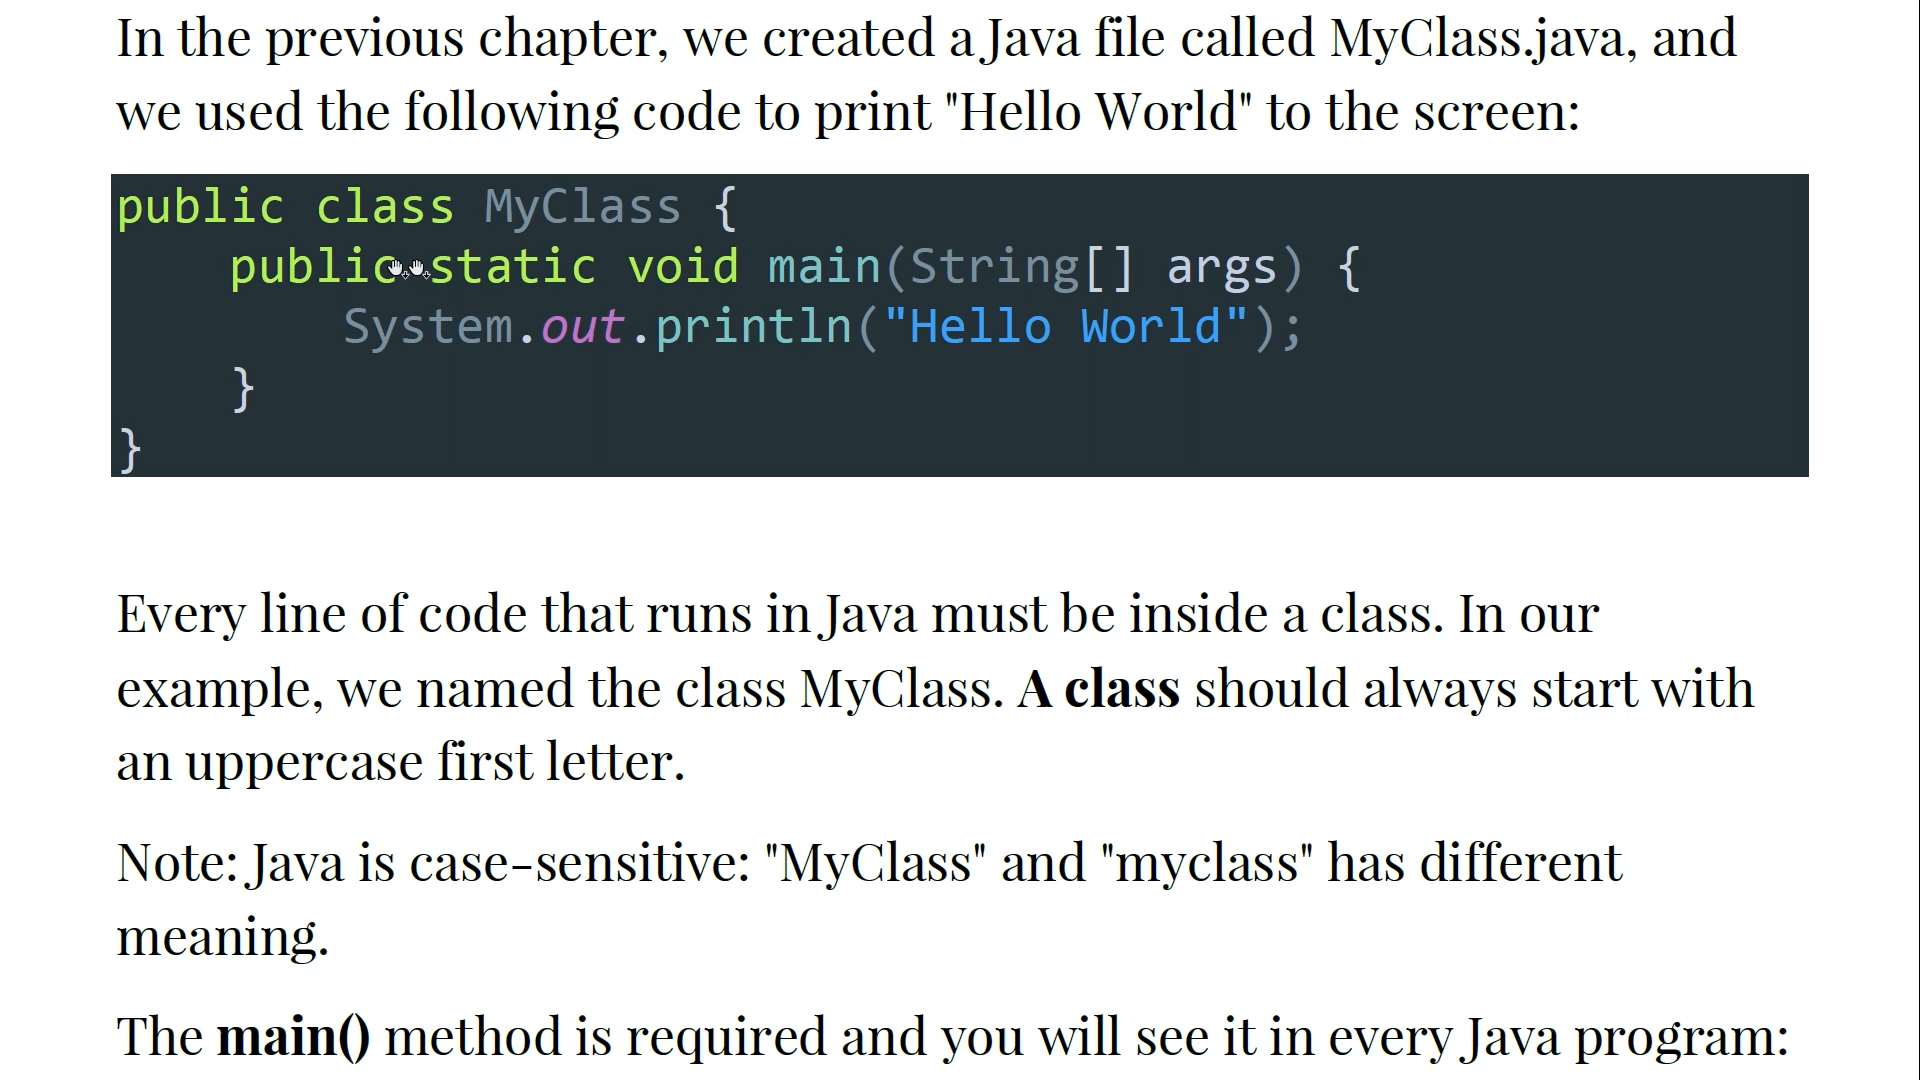 In the previous chapter, we created a Java file called MyClass.java, and
we used the following code to print "Hello World" to the screen:
public class MyClass {
    public static void main(String[] args) {
        System.out.println("Hello World");
    }
}
Every line of code that runs in Java must be inside a class. In our
example, we named the class MyClass. A class should always start with
an uppercase first letter.
Note: Java is case-sensitive: "MyClass" and "myclass" has different
meaning.
The main() method is required and you will see it in every Java program: